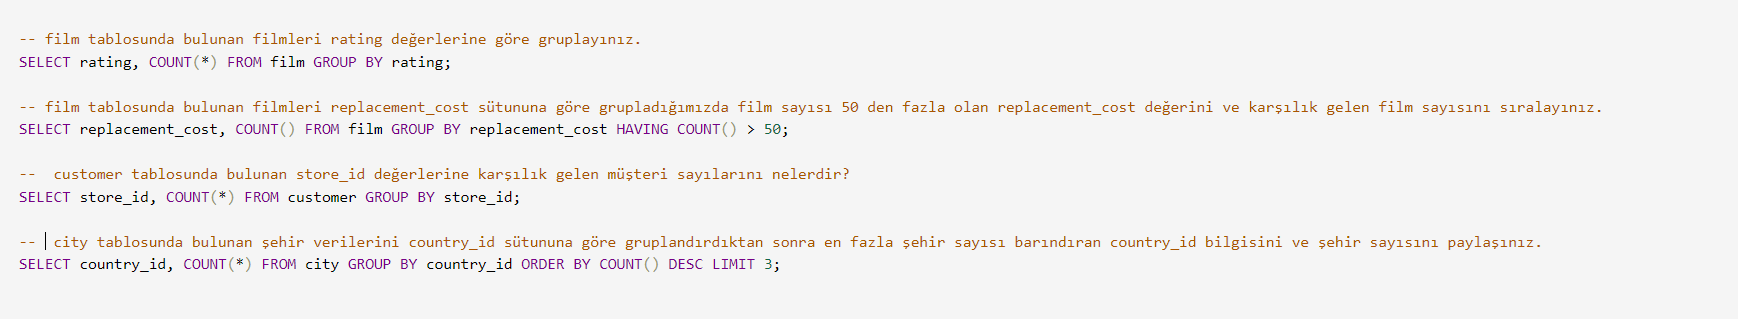 -- film tablosunda bulunan filmleri rating değerlerine göre gruplayınız.
SELECT rating, COUNT(*) FROM film GROUP BY rating;
-- film tablosunda bulunan filmleri replacement_cost sütununa göre grupladığımızda film sayısı 50 den fazla olan replacement_cost değerini ve karşılık gelen film sayısını sıralayınız.
SELECT replacement_cost, COUNT() FROM film GROUP BY replacement_cost HAVING COUNT() > 50;
--  customer tablosunda bulunan store_id değerlerine karşılık gelen müşteri sayılarını nelerdir?
SELECT store_id, COUNT(*) FROM customer GROUP BY store_id;
--  city tablosunda bulunan şehir verilerini country_id sütununa göre gruplandırdıktan sonra en fazla şehir sayısı barındıran country_id bilgisini ve şehir sayısını paylaşınız.
SELECT country_id, COUNT(*) FROM city GROUP BY country_id ORDER BY COUNT() DESC LIMIT 3;